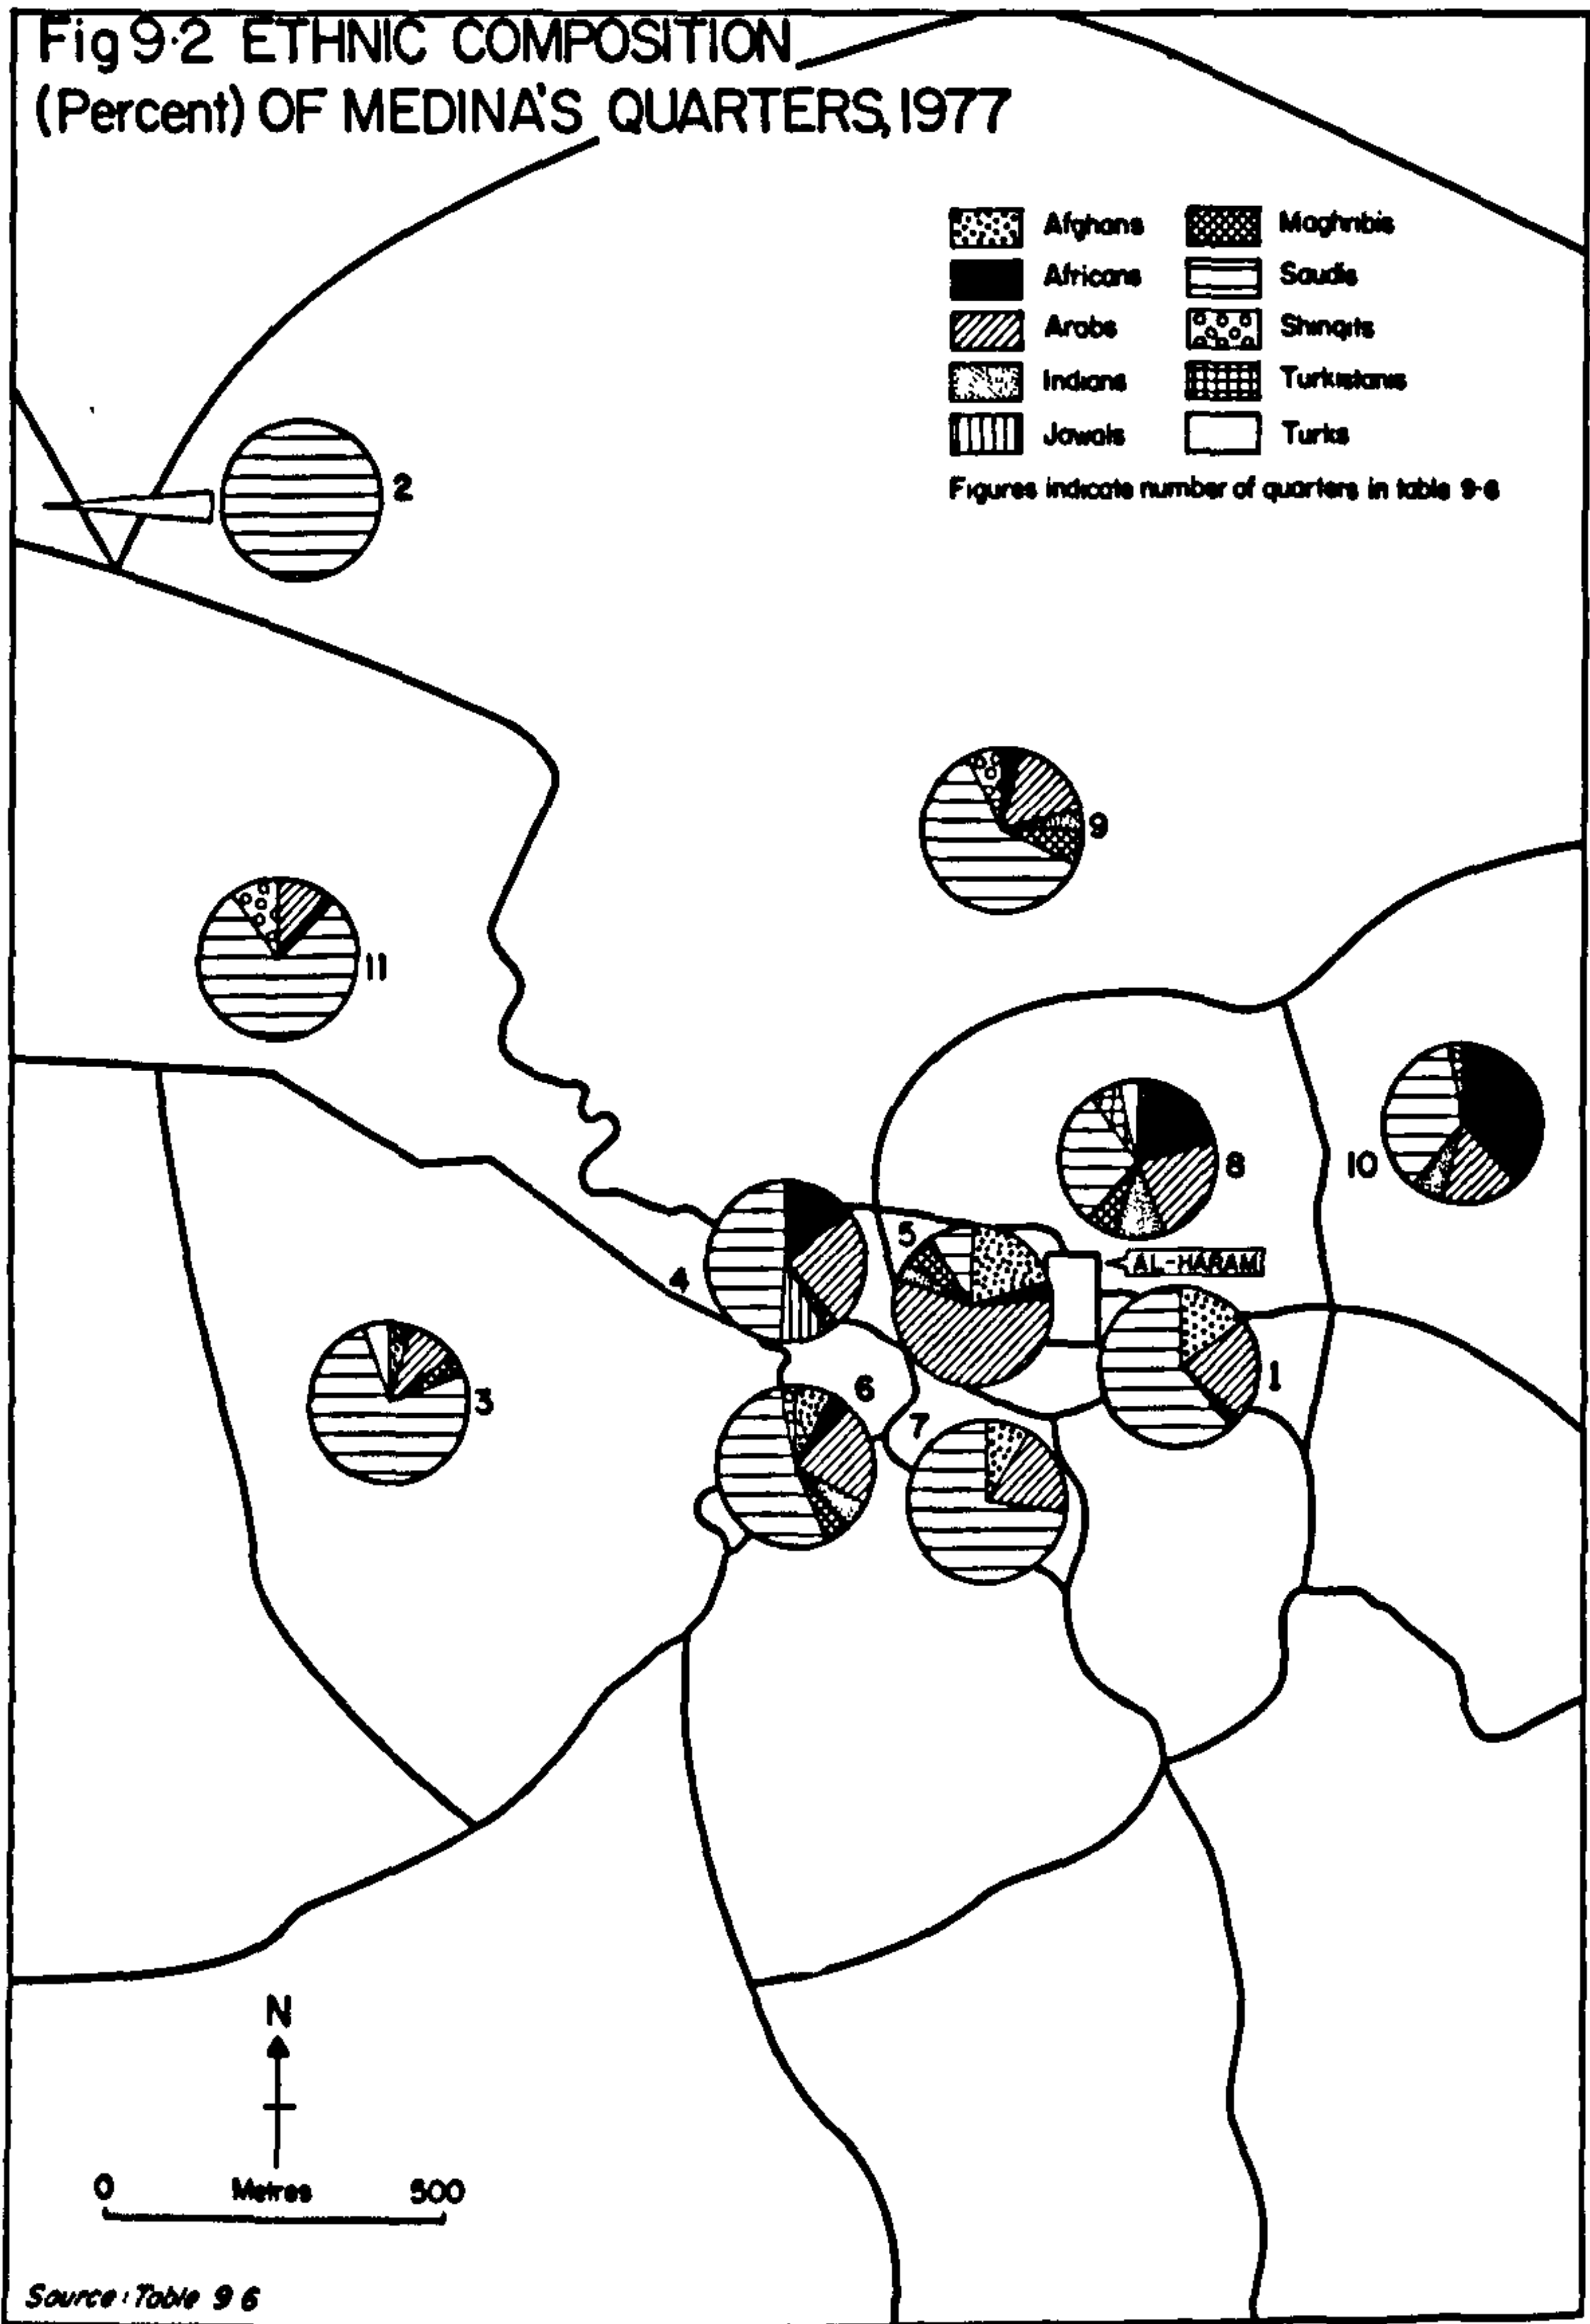 Fig 9·2 ETHNIC COMPOSITION
(Percent) OF MEDINA'S QUARTERS, 1977
Afghans
Maghribis
Africans
Saudis
Arabs
Shinqits
Indians
Turkistanis
Jawais
Turks
Figures indicate number of quarters in table 9·6
2
9
11
10
8
5
AL-HARAM
4
1
3
6
7
N
0 Metres 500
Source: Table 9 6